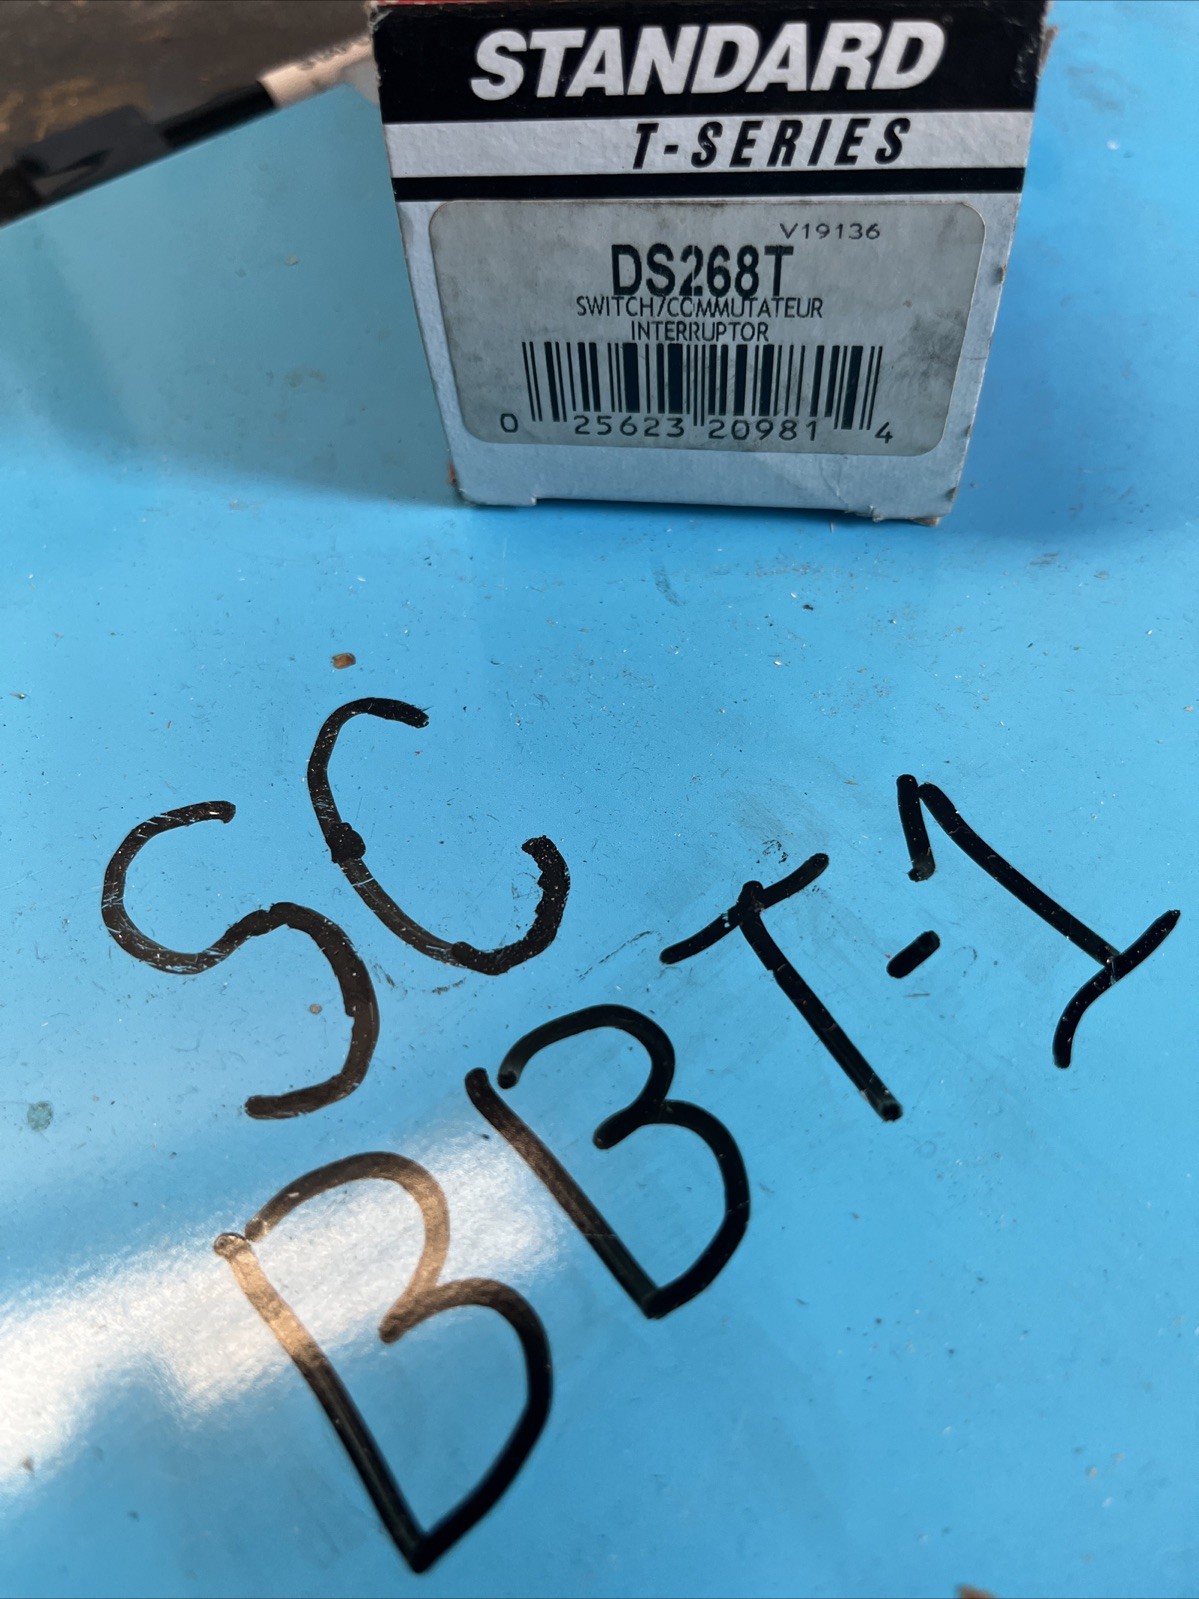 STANDARD
T-SERIES
V19136
DS268T
SWITCH/COMMUTATEUR
INTERRUPTOR
0 25623 20981 4
SC
BBT-1